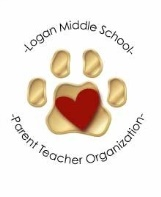 -Logan Middle School-
-Parent Teacher Organization-